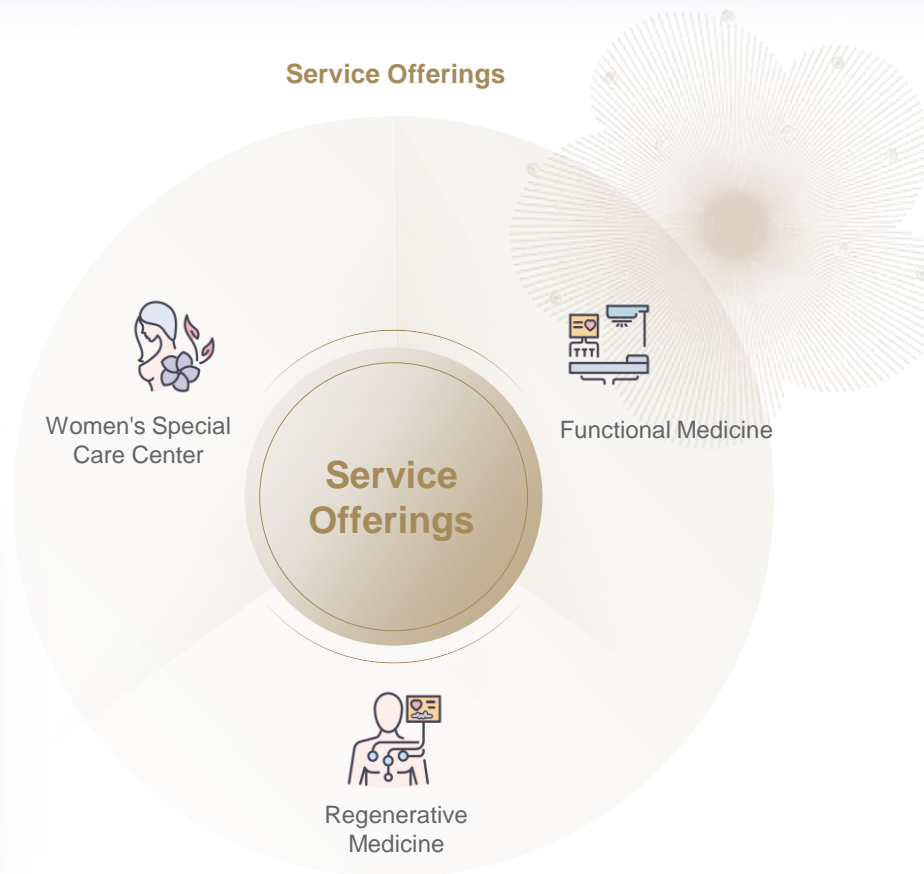 Service Offerings
Women's Special
Care Center
Functional Medicine
Service
Offerings
Regenerative
Medicine